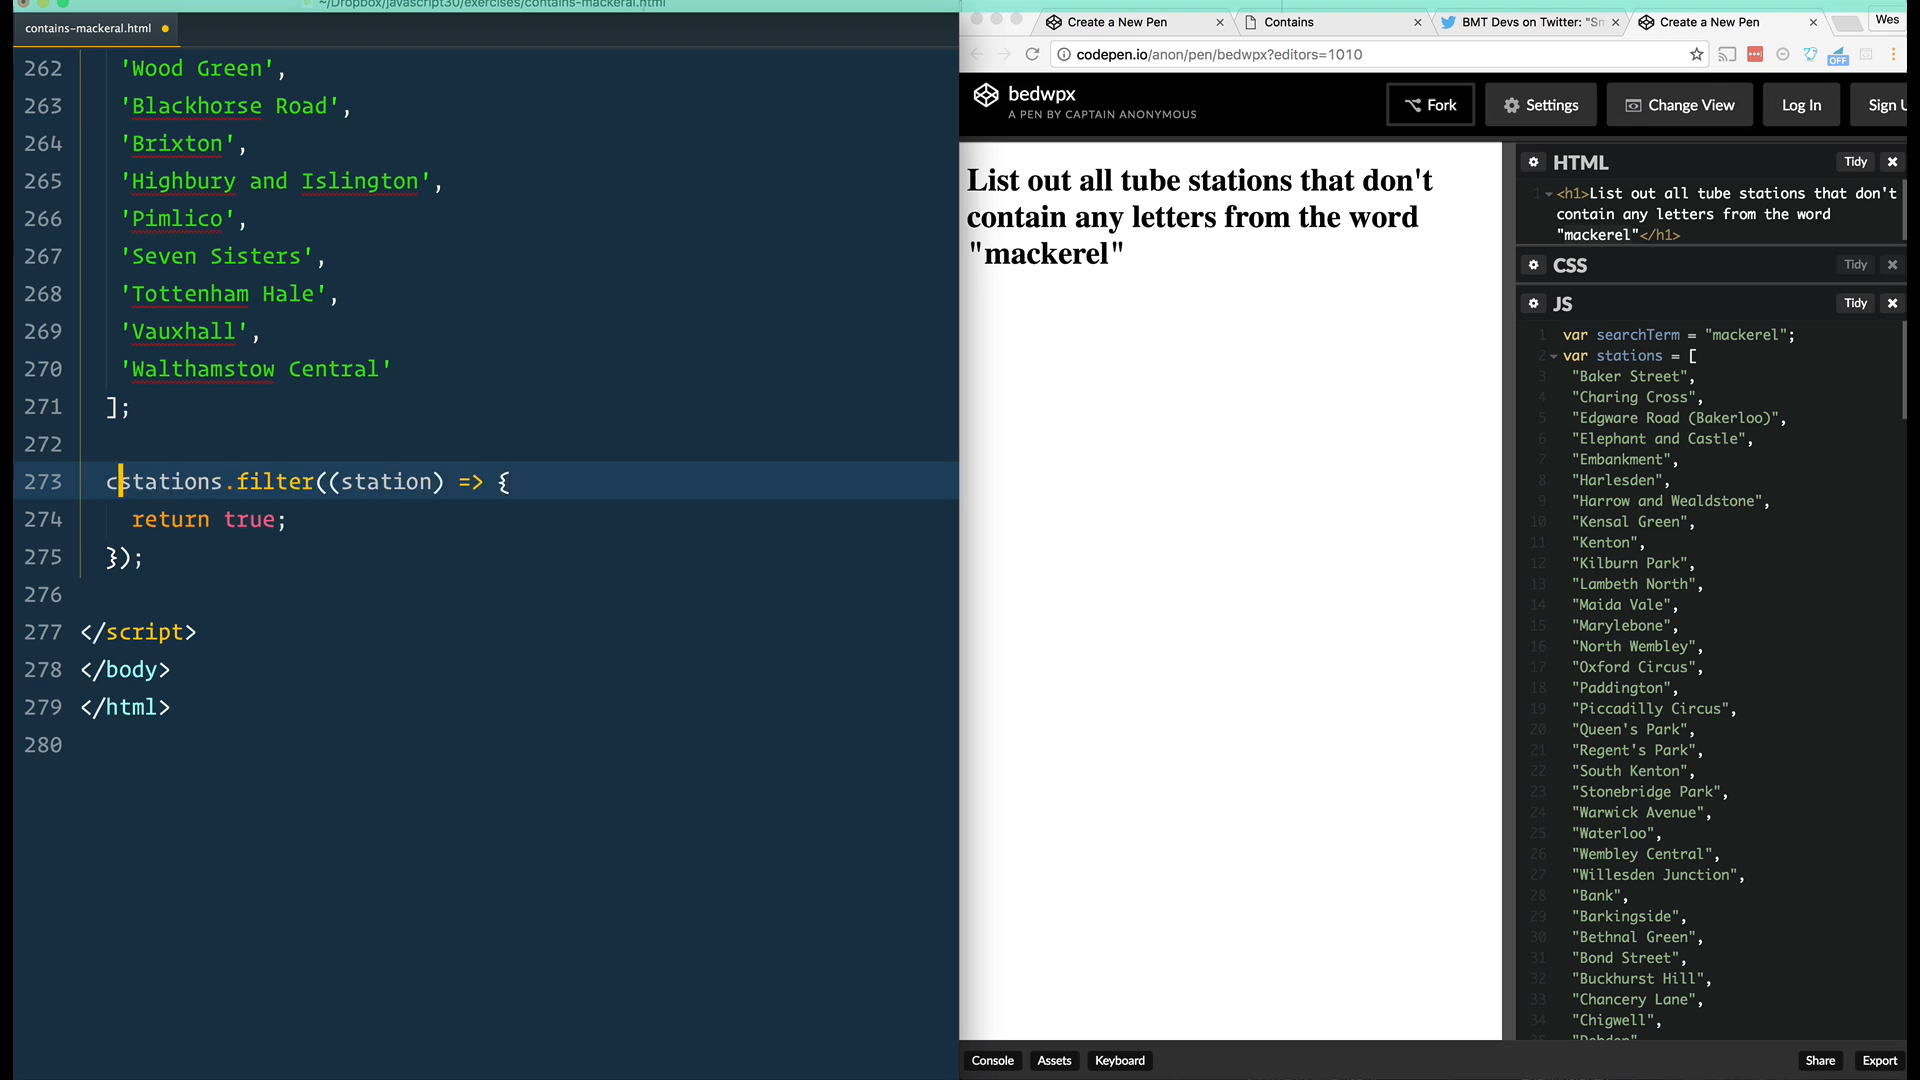 ~/Dropbox/javascript30/exercises/contains-mackeral.html
contains-mackeral.html
262 'Wood Green',
263 'Blackhorse Road',
264 'Brixton',
265 'Highbury and Islington',
266 'Pimlico',
267 'Seven Sisters',
268 'Tottenham Hale',
269 'Vauxhall',
270 'Walthamstow Central'
271 ];
272
273 cstations.filter((station) => {
274 return true;
275 });
276
277 </script>
278 </body>
279 </html>
280
Create a New Pen
Contains
BMT Devs on Twitter: "Sm
Create a New Pen
Wes
codepen.io/anon/pen/bedwpx?editors=1010
OFF
bedwpx
A PEN BY CAPTAIN ANONYMOUS
Fork
Settings
Change View
Log In
Sign U
List out all tube stations that don't
contain any letters from the word
"mackerel"
HTML
Tidy
1 <h1>List out all tube stations that don't
contain any letters from the word
"mackerel"</h1>
CSS
Tidy
JS
Tidy
1 var searchTerm = "mackerel";
2 var stations = [
3 "Baker Street",
4 "Charing Cross",
5 "Edgware Road (Bakerloo)",
6 "Elephant and Castle",
7 "Embankment",
8 "Harlesden",
9 "Harrow and Wealdstone",
10 "Kensal Green",
11 "Kenton",
12 "Kilburn Park",
13 "Lambeth North",
14 "Maida Vale",
15 "Marylebone",
16 "North Wembley",
17 "Oxford Circus",
18 "Paddington",
19 "Piccadilly Circus",
20 "Queen's Park",
21 "Regent's Park",
22 "South Kenton",
23 "Stonebridge Park",
24 "Warwick Avenue",
25 "Waterloo",
26 "Wembley Central",
27 "Willesden Junction",
28 "Bank",
29 "Barkingside",
30 "Bethnal Green",
31 "Bond Street",
32 "Buckhurst Hill",
33 "Chancery Lane",
34 "Chigwell",
Console
Assets
Keyboard
Share
Export